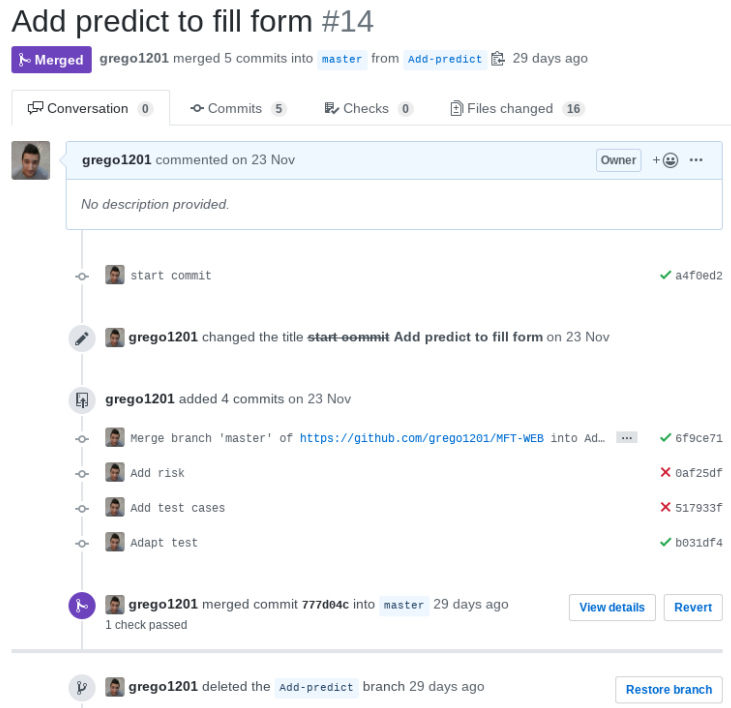 Add predict to fill form #14
Merged grego1201 merged 5 commits into master from Add-predict 29 days ago
Conversation 0 Commits 5 Checks 0 Files changed 16
grego1201 commented on 23 Nov Owner + ...
No description provided.
start commit a4f0ed2
grego1201 changed the title start commit Add predict to fill form on 23 Nov
grego1201 added 4 commits on 23 Nov
Merge branch 'master' of https://github.com/grego1201/MFT-WEB into Ad… ... 6f9ce71
Add risk 0af25df
Add test cases 517933f
Adapt test b031df4
grego1201 merged commit 777d04c into master 29 days ago View details Revert
1 check passed
grego1201 deleted the Add-predict branch 29 days ago Restore branch